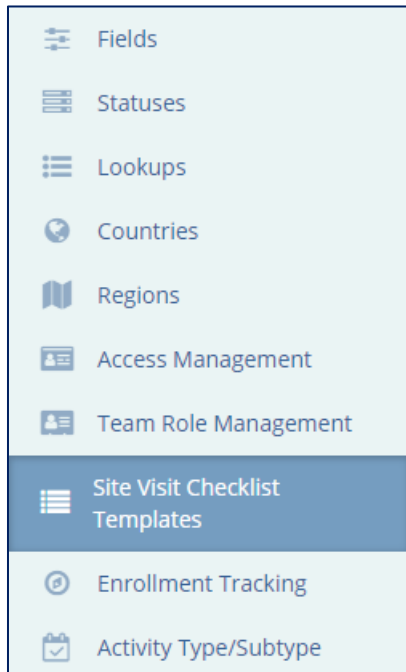 Fields
Statuses
Lookups
Countries
Regions
Access Management
Team Role Management
Site Visit Checklist
Templates
Enrollment Tracking
Activity Type/Subtype